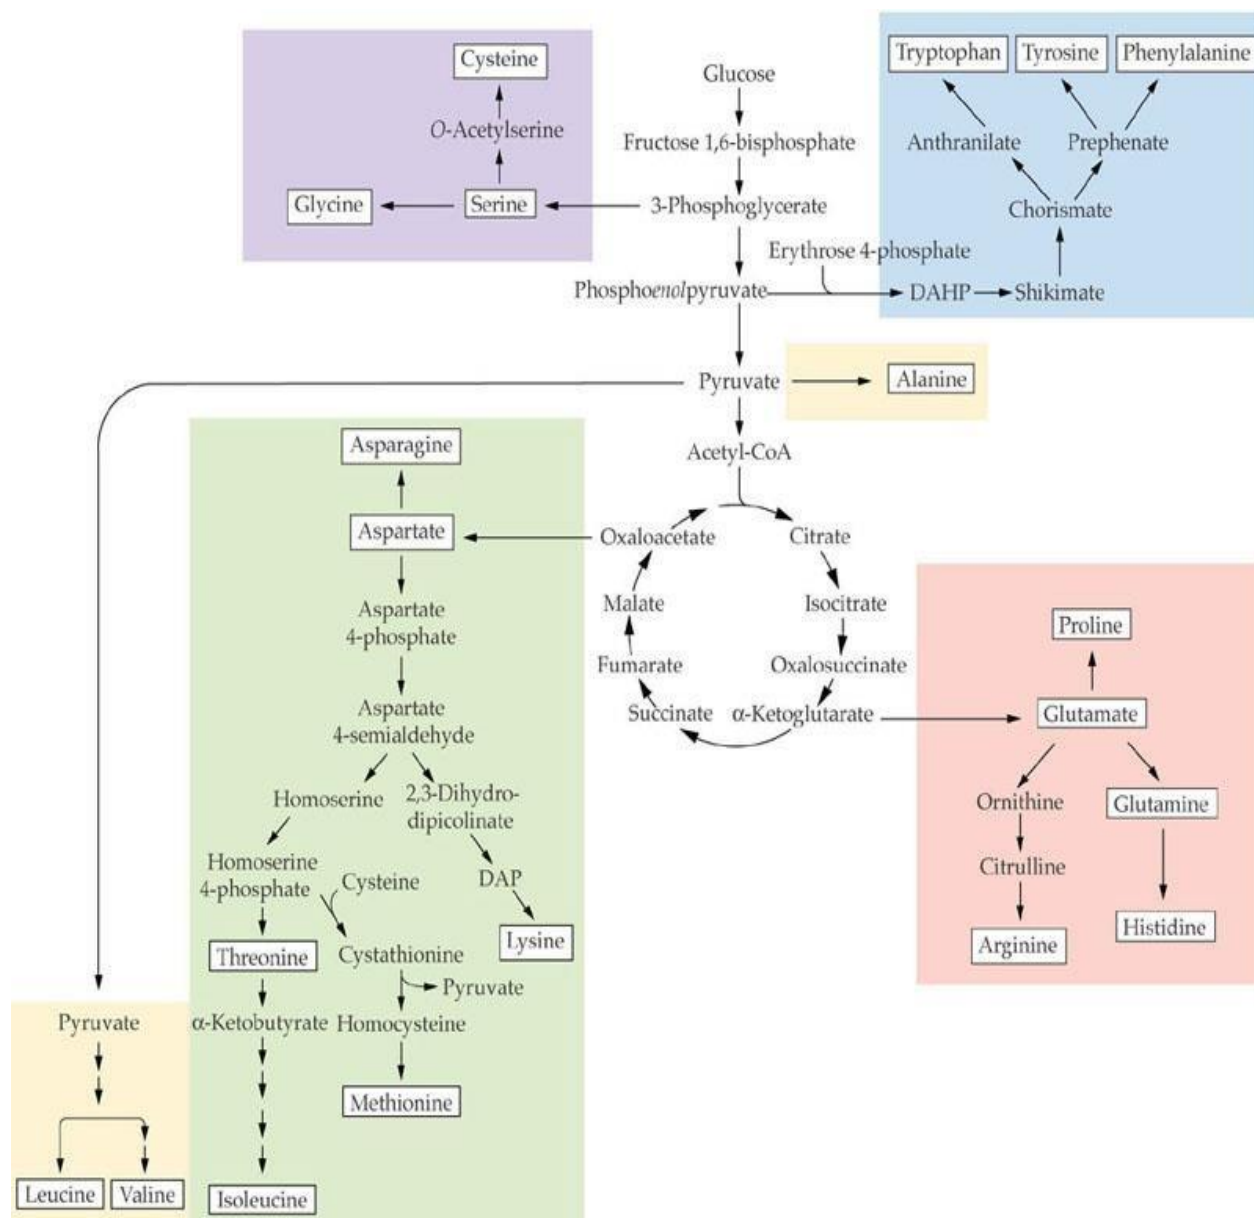 Cysteine
O-Acetylserine
Glycine
Serine
Glucose
Fructose 1,6-bisphosphate
3-Phosphoglycerate
Phosphoenolpyruvate
Erythrose 4-phosphate
DAHP
Shikimate
Chorismate
Anthranilate
Prephenate
Tryptophan
Tyrosine
Phenylalanine
Pyruvate
Alanine
Acetyl-CoA
Oxaloacetate
Citrate
Malate
Isocitrate
Fumarate
Oxalosuccinate
Succinate
α-Ketoglutarate
Asparagine
Aspartate
Aspartate
4-phosphate
Aspartate
4-semialdehyde
Homoserine
2,3-Dihydro-
dipicolinate
Homoserine
4-phosphate
Cysteine
DAP
Threonine
Cystathionine
Lysine
Pyruvate
α-Ketobutyrate
Homocysteine
Methionine
Isoleucine
Pyruvate
Leucine
Valine
Proline
Glutamate
Ornithine
Glutamine
Citrulline
Arginine
Histidine